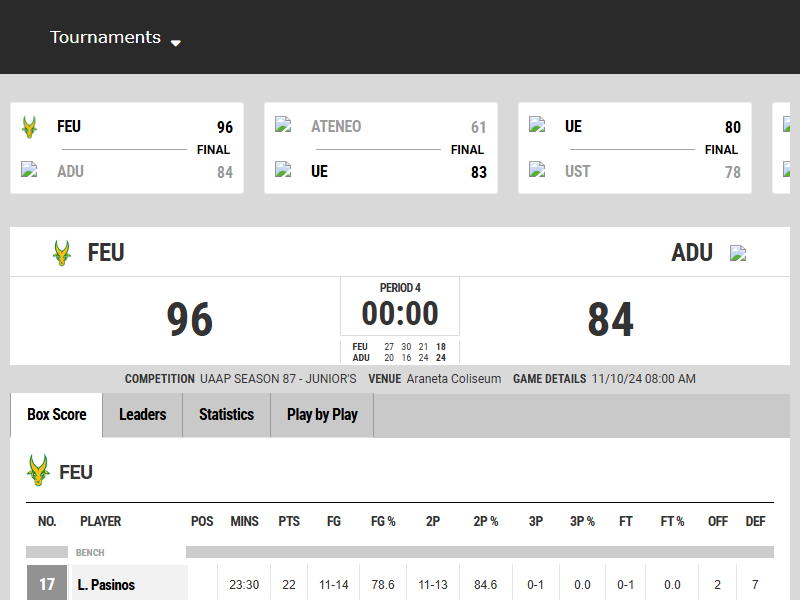 Tournaments
FEU 96
FINAL
ADU 84
ATENEO 61
FINAL
UE 83
UE 80
FINAL
UST 78
FEU ADU
96 84
PERIOD 4
00:00
FEU 27 30 21 18
ADU 20 16 24 24
COMPETITION UAAP SEASON 87 - JUNIOR'S VENUE Araneta Coliseum GAME DETAILS 11/10/24 08:00 AM
Box Score Leaders Statistics Play by Play
FEU
NO. PLAYER POS MINS PTS FG FG % 2P 2P % 3P 3P % FT FT % OFF DEF
BENCH
17 L. Pasinos 23:30 22 11-14 78.6 11-13 84.6 0-1 0.0 0-1 0.0 2 7